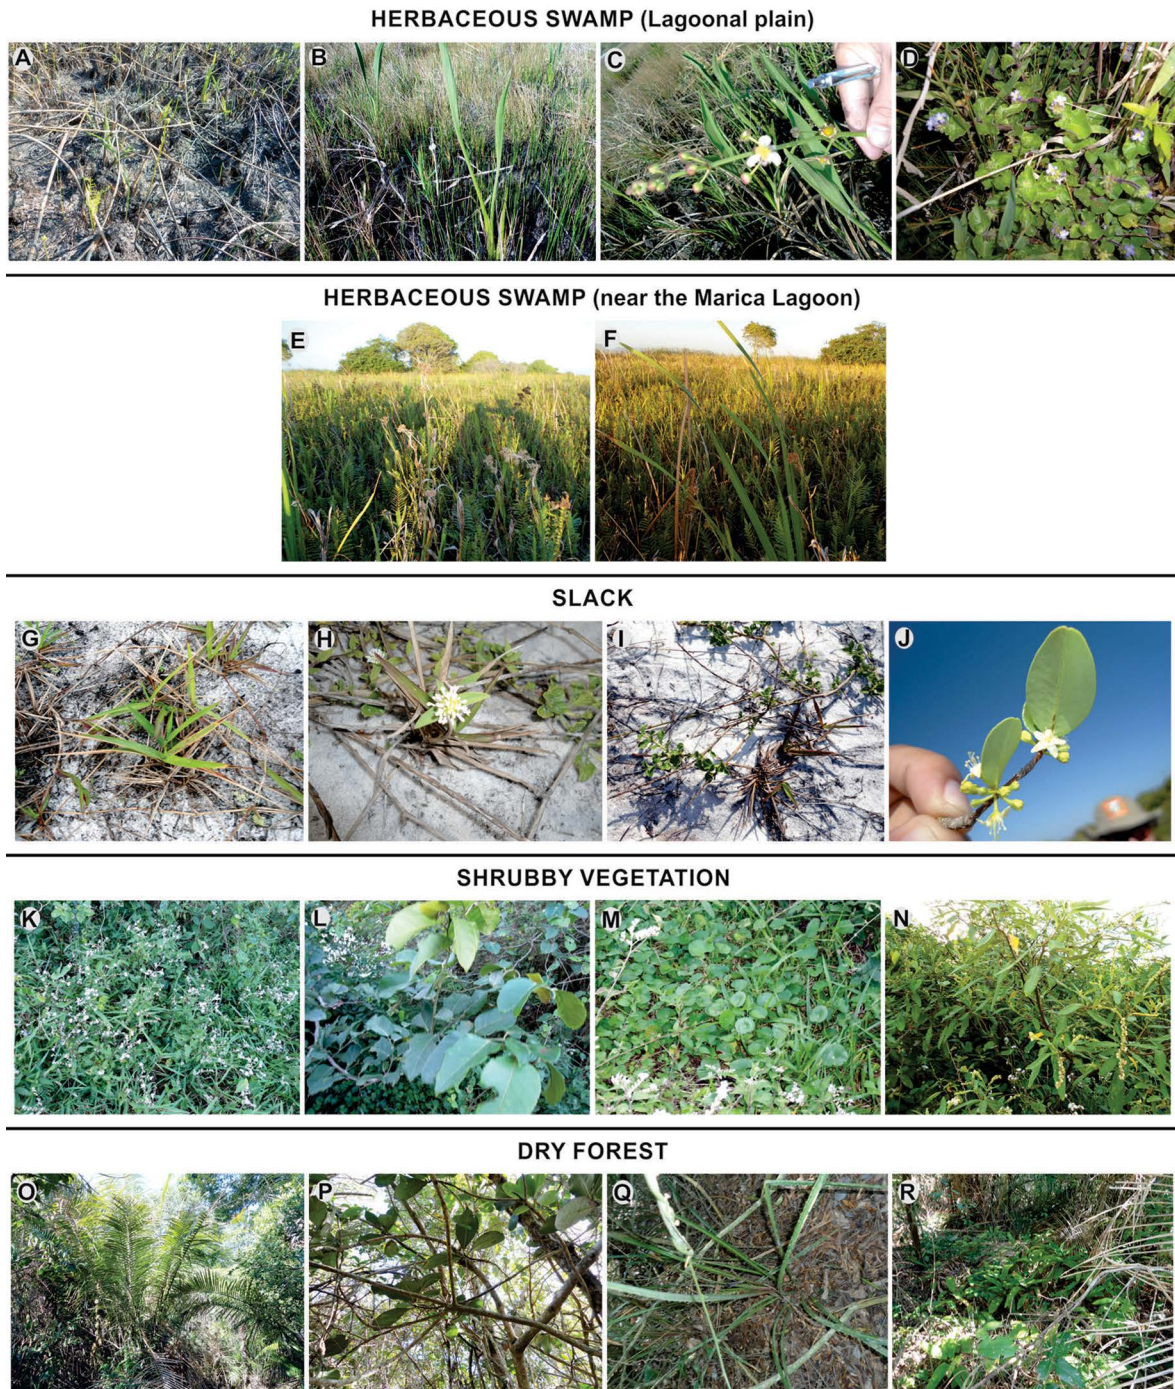 HERBACEOUS SWAMP (Lagoonal plain)
A B C D
HERBACEOUS SWAMP (near the Marica Lagoon)
E F
SLACK
G H I J
SHRUBBY VEGETATION
K L M N
DRY FOREST
O P Q R